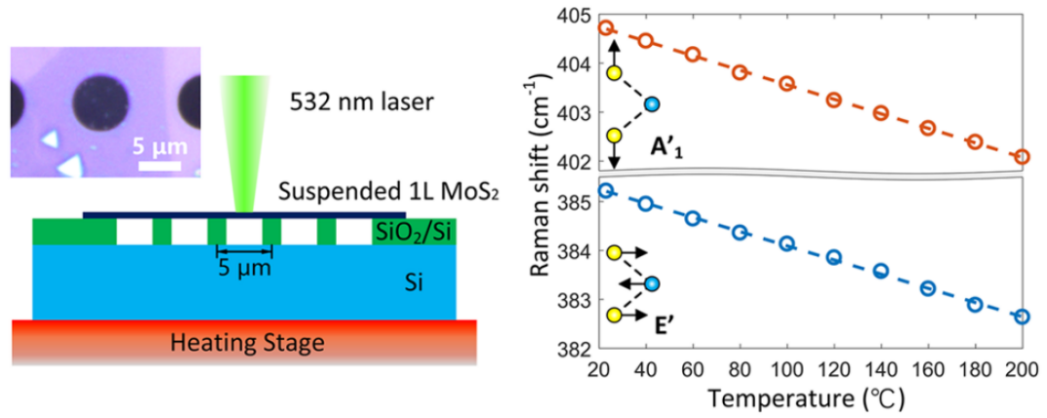 5 μm
532 nm laser
Suspended 1L MoS₂
SiO₂/Si
5 μm
Si
Heating Stage
Raman shift (cm⁻¹)
405
404
403
402
385
384
383
382
A'₁
E'
20 40 60 80 100 120 140 160 180 200
Temperature (℃)